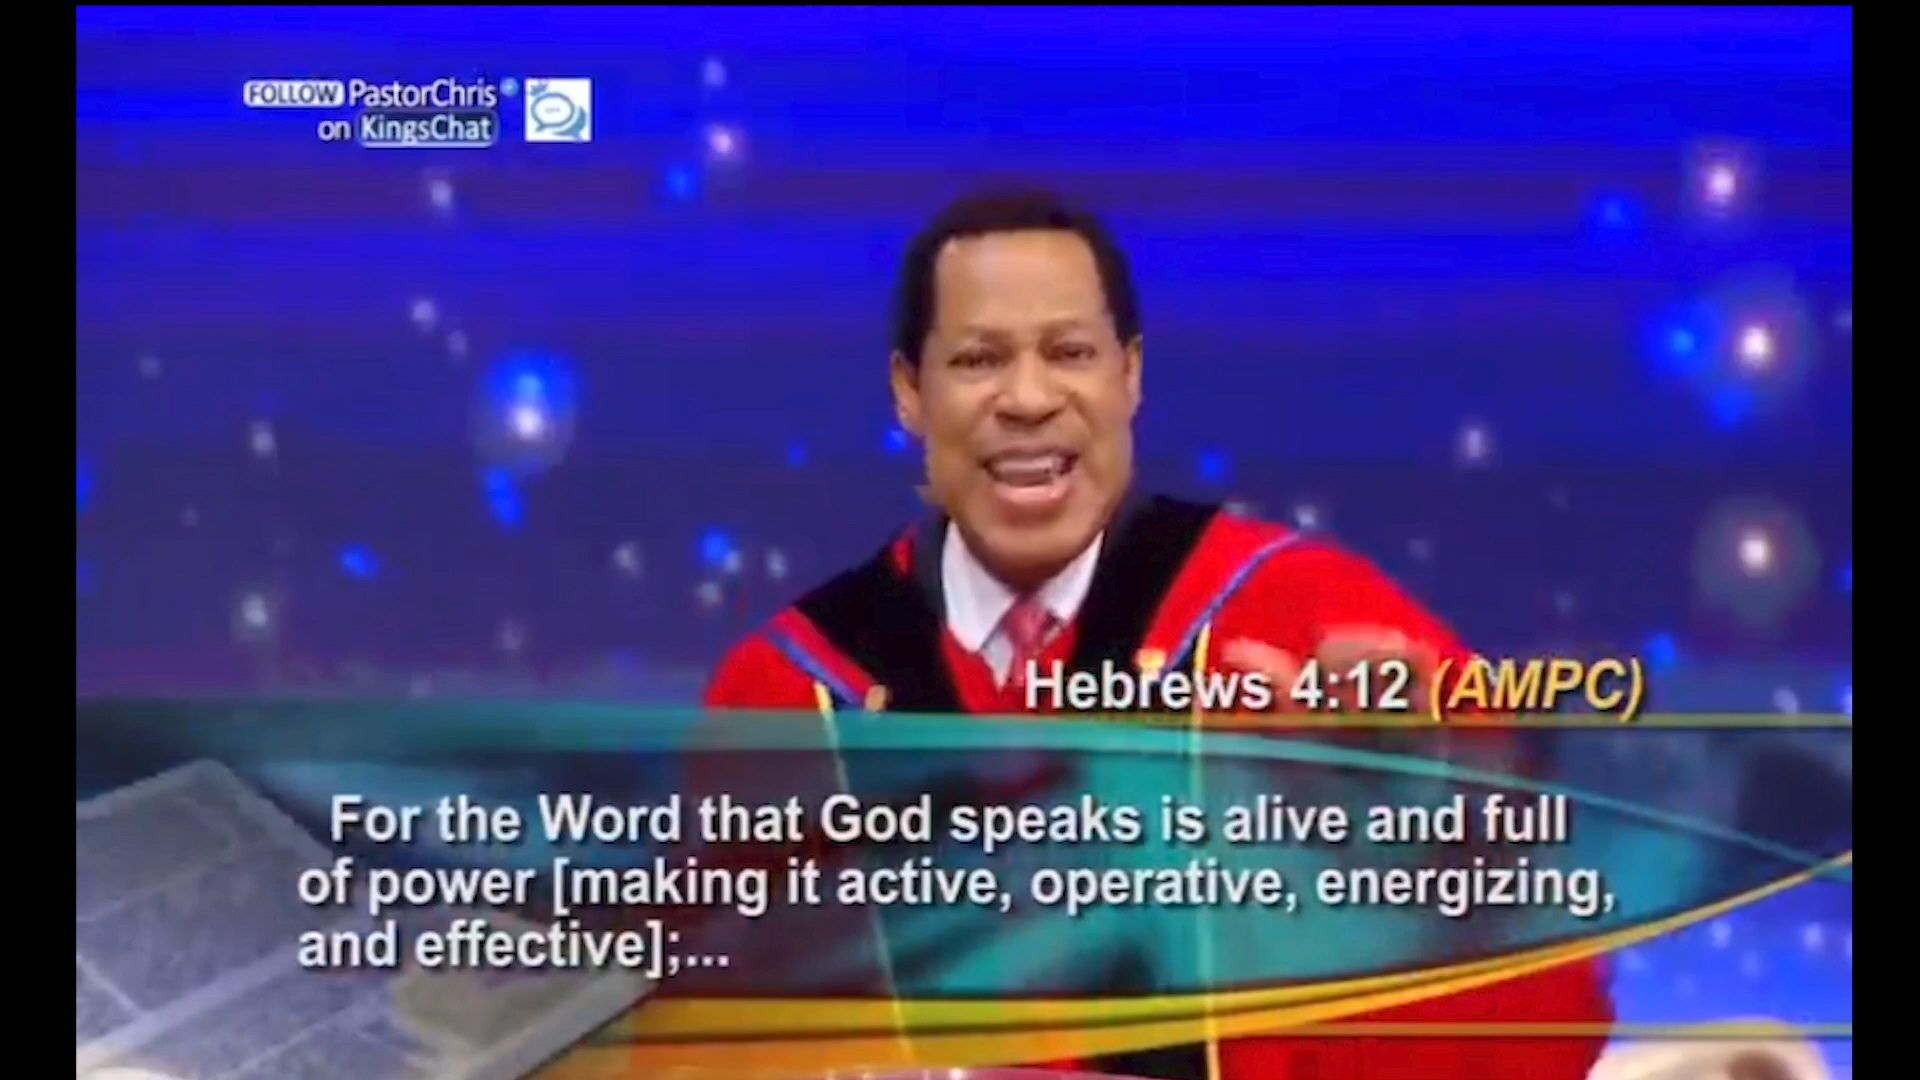 FOLLOW PastorChris
on KingsChat
Hebrews 4:12 (AMPC)
For the Word that God speaks is alive and full
of power [making it active, operative, energizing,
and effective];...